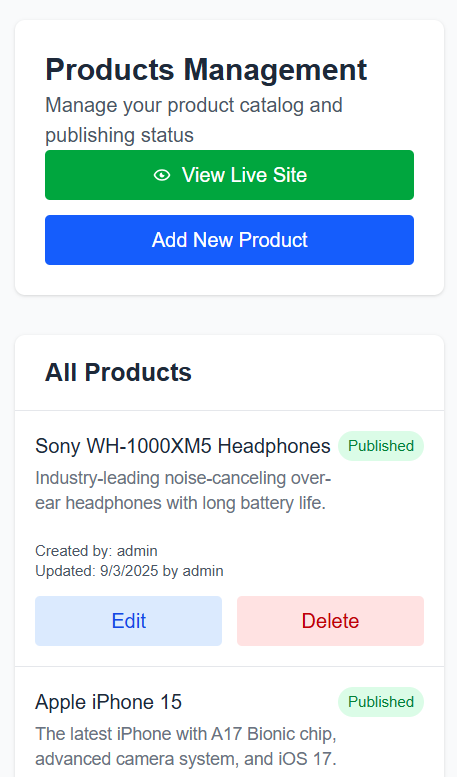 Products Management
Manage your product catalog and
publishing status
View Live Site
Add New Product
All Products
Sony WH-1000XM5 Headphones
Published
Industry-leading noise-canceling over-
ear headphones with long battery life.
Created by: admin
Updated: 9/3/2025 by admin
Edit
Delete
Apple iPhone 15
Published
The latest iPhone with A17 Bionic chip,
advanced camera system, and iOS 17.